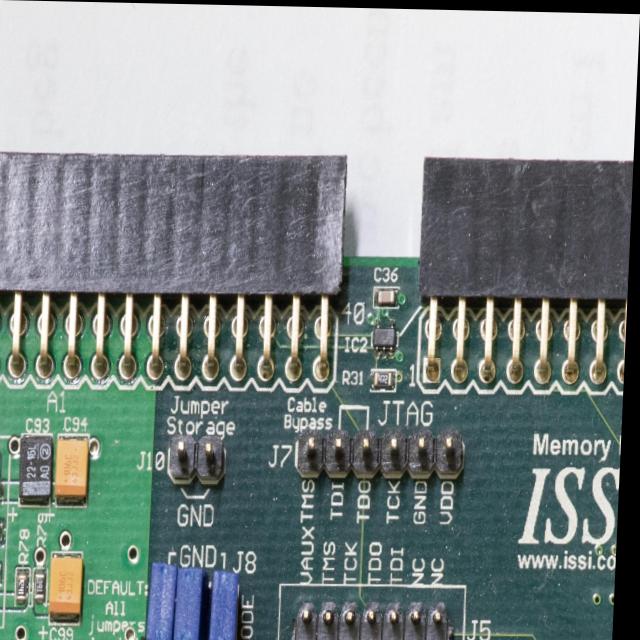 C36
40
IC2
R31
1
A1
Jumper
Storage
Cable
Bypass
JTAG
C93
C94
J10
J7
GND
TMS
TDI
TDO
TCK
GND
VDD
Memory
ISS
www.issi.co
GND
J8
VAUX
TMS
TCK
TDO
TDI
NC
NC
R78
DEFAULT:
All
jumpers
ODE
+C99
J5